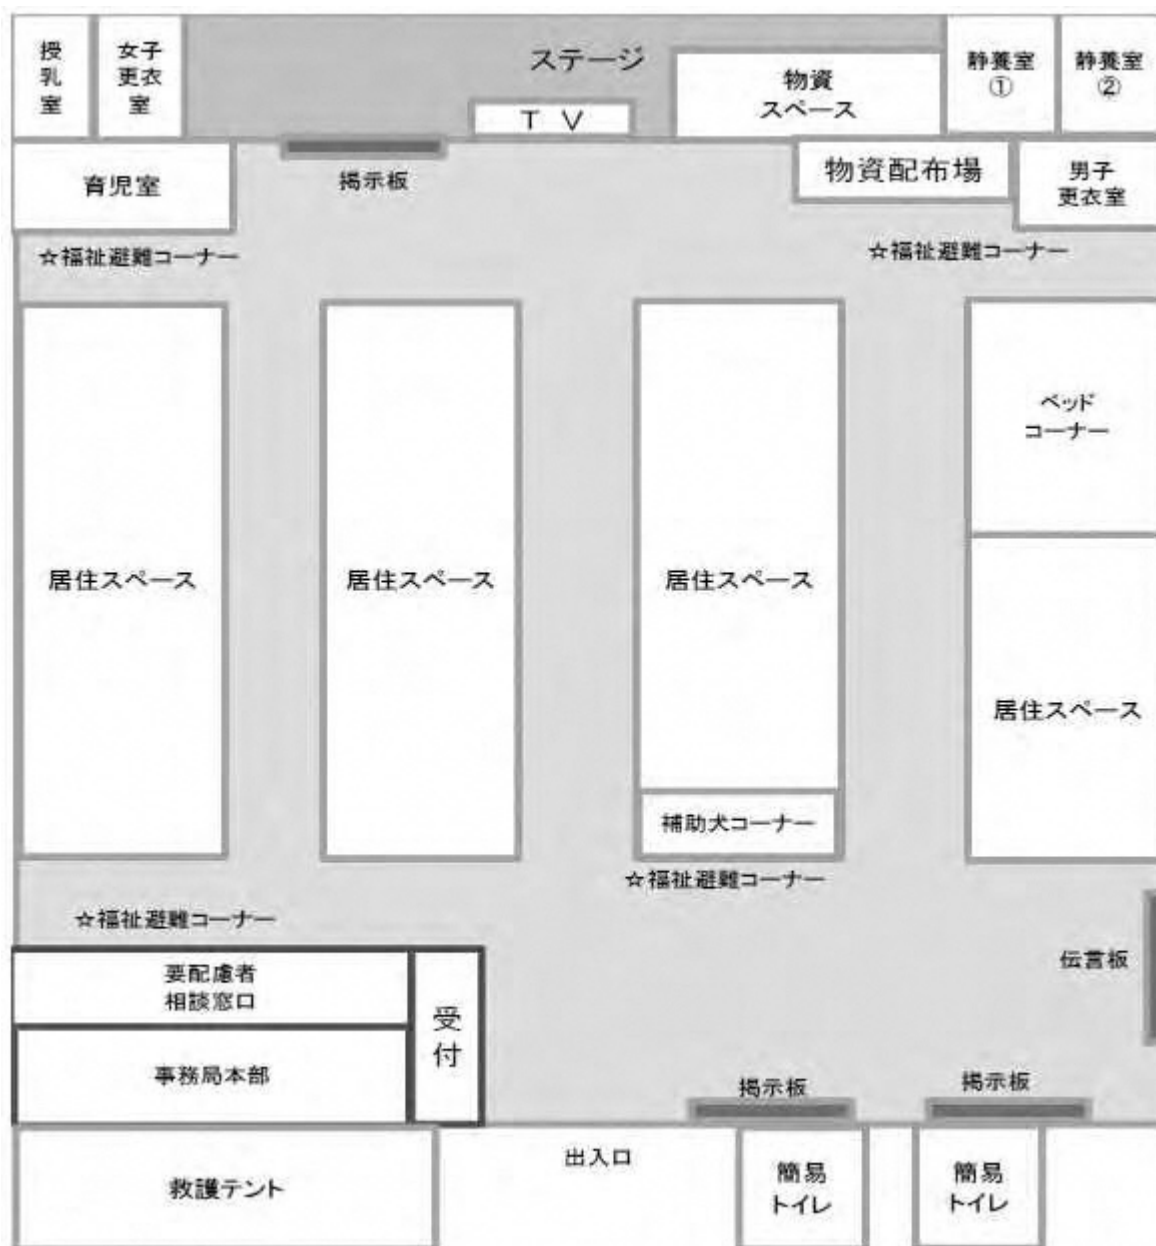 授
乳
室
女子
更衣
室
ステージ
TV
物資
スペース
静養室
①
静養室
②
育児室
掲示板
物資配布場
男子
更衣室
☆福祉避難コーナー
☆福祉避難コーナー
居住スペース
居住スペース
居住スペース
ベッド
コーナー
居住スペース
補助犬コーナー
☆福祉避難コーナー
☆福祉避難コーナー
要配慮者
相談窓口
受
付
伝言板
事務局本部
掲示板
掲示板
救護テント
出入口
簡易
トイレ
簡易
トイレ